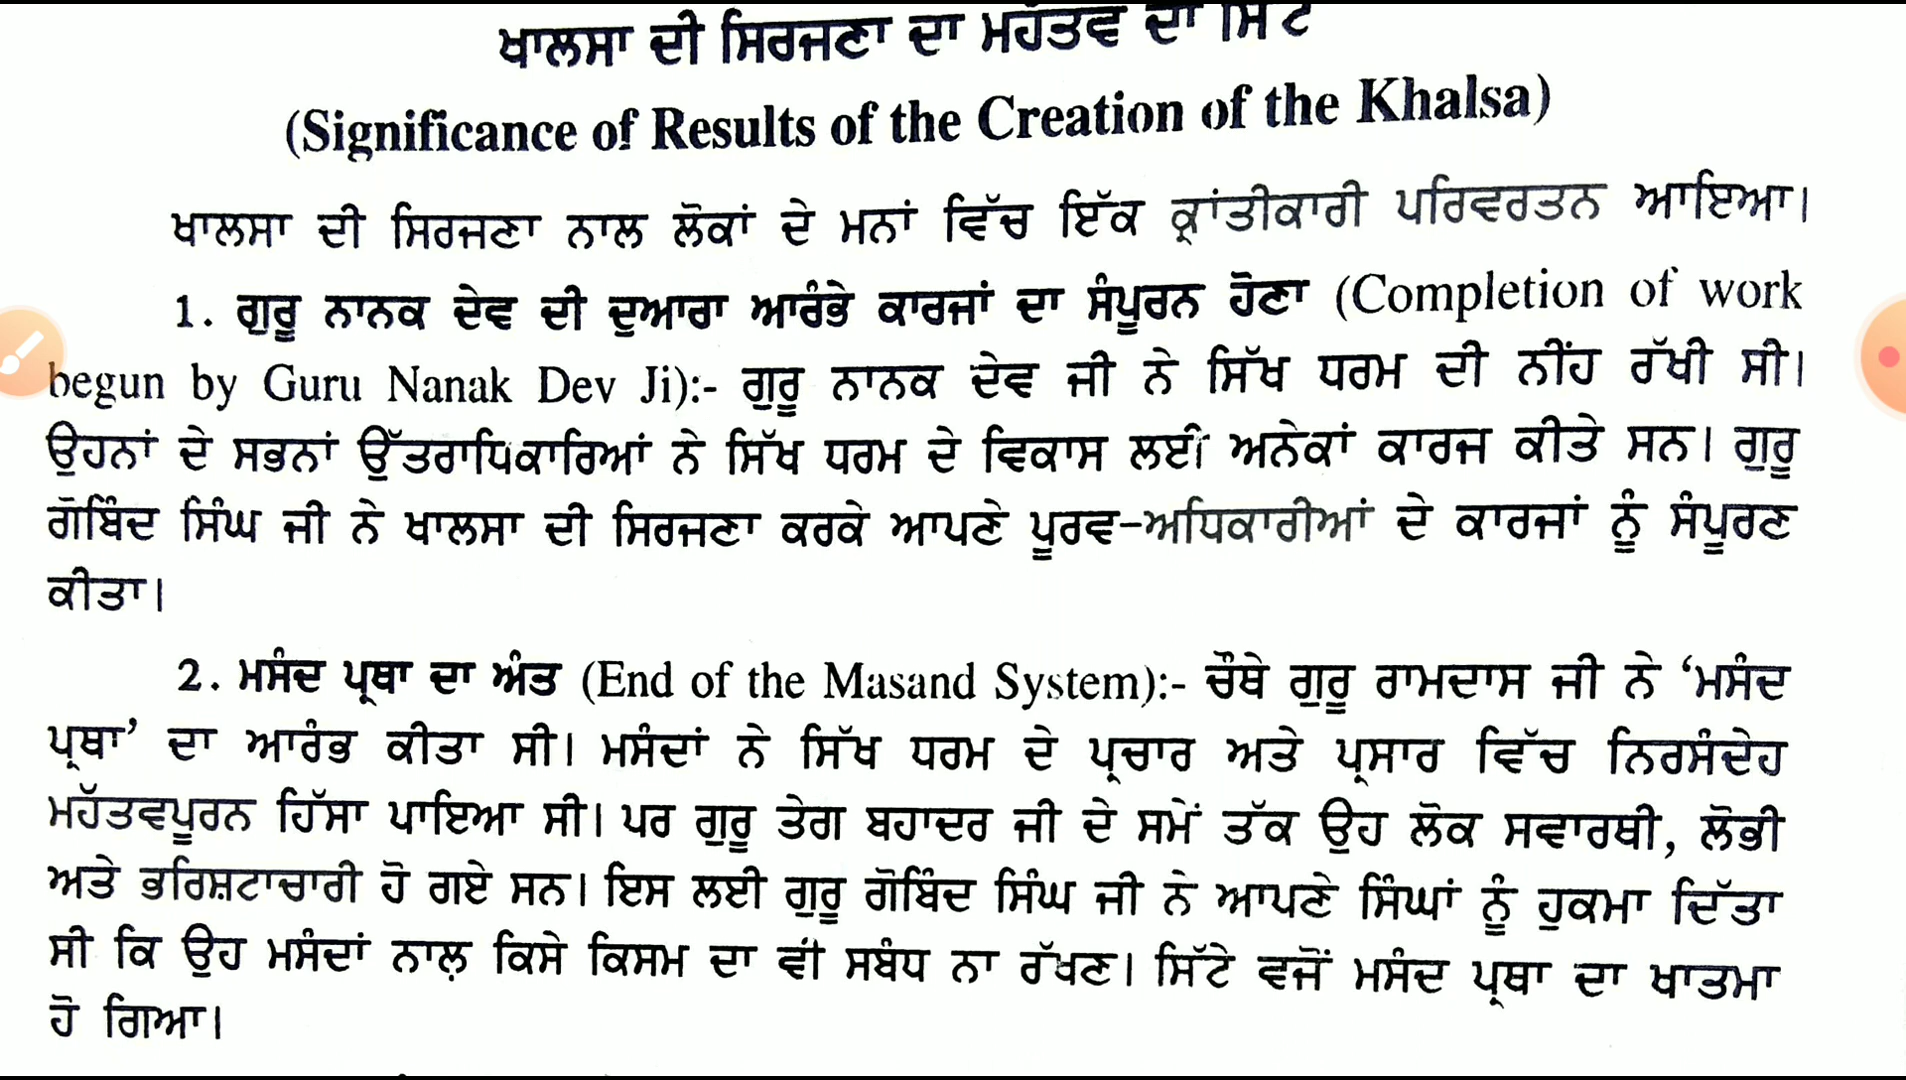 ਖਾਲਸਾ ਦੀ ਸਿਰਜਣਾ ਦਾ ਮਹੱਤਵ ਦਾ ਸਿੱਟੇ
(Significance of Results of the Creation of the Khalsa)
ਖਾਲਸਾ ਦੀ ਸਿਰਜਣਾ ਨਾਲ ਲੋਕਾਂ ਦੇ ਮਨਾਂ ਵਿੱਚ ਇੱਕ ਕ੍ਰਾਂਤੀਕਾਰੀ ਪਰਿਵਰਤਨ ਆਇਆ।
1. ਗੁਰੂ ਨਾਨਕ ਦੇਵ ਦੀ ਦੁਆਰਾ ਆਰੰਭੇ ਕਾਰਜਾਂ ਦਾ ਸੰਪੂਰਨ ਹੋਣਾ (Completion of work
begun by Guru Nanak Dev Ji):- ਗੁਰੂ ਨਾਨਕ ਦੇਵ ਜੀ ਨੇ ਸਿੱਖ ਧਰਮ ਦੀ ਨੀਂਹ ਰੱਖੀ ਸੀ।
ਉਹਨਾਂ ਦੇ ਸਭਨਾਂ ਉੱਤਰਾਧਿਕਾਰਿਆਂ ਨੇ ਸਿੱਖ ਧਰਮ ਦੇ ਵਿਕਾਸ ਲਈ ਅਨੇਕਾਂ ਕਾਰਜ ਕੀਤੇ ਸਨ। ਗੁਰੂ
ਗੋਬਿੰਦ ਸਿੰਘ ਜੀ ਨੇ ਖਾਲਸਾ ਦੀ ਸਿਰਜਣਾ ਕਰਕੇ ਆਪਣੇ ਪੂਰਵ-ਅਧਿਕਾਰੀਆਂ ਦੇ ਕਾਰਜਾਂ ਨੂੰ ਸੰਪੂਰਣ
ਕੀਤਾ।
2. ਮਸੰਦ ਪ੍ਰਥਾ ਦਾ ਅੰਤ (End of the Masand System):- ਚੌਥੇ ਗੁਰੂ ਰਾਮਦਾਸ ਜੀ ਨੇ ‘ਮਸੰਦ
ਪ੍ਰਥਾ’ ਦਾ ਆਰੰਭ ਕੀਤਾ ਸੀ। ਮਸੰਦਾਂ ਨੇ ਸਿੱਖ ਧਰਮ ਦੇ ਪ੍ਰਚਾਰ ਅਤੇ ਪ੍ਰਸਾਰ ਵਿੱਚ ਨਿਰਸੰਦੇਹ
ਮਹੱਤਵਪੂਰਨ ਹਿੱਸਾ ਪਾਇਆ ਸੀ। ਪਰ ਗੁਰੂ ਤੇਗ ਬਹਾਦਰ ਜੀ ਦੇ ਸਮੇਂ ਤੱਕ ਉਹ ਲੋਕ ਸਵਾਰਥੀ, ਲੋਭੀ
ਅਤੇ ਭਰਿਸ਼ਟਾਚਾਰੀ ਹੋ ਗਏ ਸਨ। ਇਸ ਲਈ ਗੁਰੂ ਗੋਬਿੰਦ ਸਿੰਘ ਜੀ ਨੇ ਆਪਣੇ ਸਿੰਘਾਂ ਨੂੰ ਹੁਕਮਾ ਦਿੱਤਾ
ਸੀ ਕਿ ਉਹ ਮਸੰਦਾਂ ਨਾਲ਼ ਕਿਸੇ ਕਿਸਮ ਦਾ ਵੀ ਸਬੰਧ ਨਾ ਰੱਖਣ। ਸਿੱਟੇ ਵਜੋਂ ਮਸੰਦ ਪ੍ਰਥਾ ਦਾ ਖਾਤਮਾ
ਹੋ ਗਿਆ।